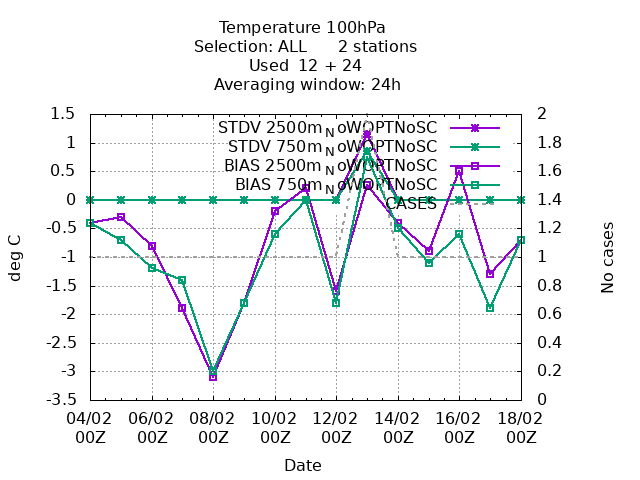 Temperature 100hPa
Selection: ALL 2 stations
Used 12 + 24
Averaging window: 24h
1.5
1
0.5
0
-0.5
-1
-1.5
-2
-2.5
-3
-3.5
deg C
2
1.8
1.6
1.4
1.2
1
0.8
0.6
0.4
0.2
0
No cases
STDV 2500m_NoWOPTNoSC
STDV 750m_NoWOPTNoSC
BIAS 2500m_NoWOPTNoSC
BIAS 750m_NoWOPTNoSC
CASES
04/02 06/02 08/02 10/02 12/02 14/02 16/02 18/02
00Z 00Z 00Z 00Z 00Z 00Z 00Z 00Z
Date